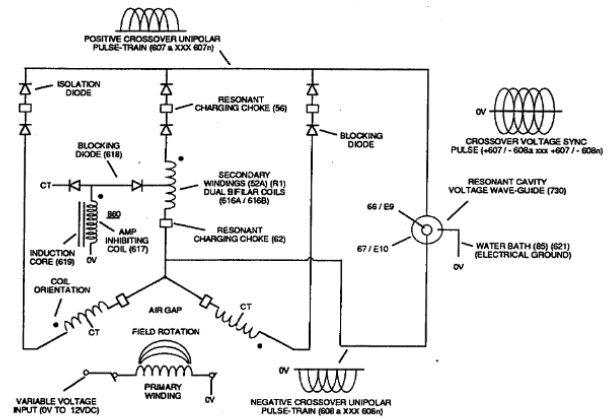 POSITIVE CROSSOVER UNIPOLAR
PULSE-TRAIN (607 a XXX 607n)
ISOLATION
DIODE
RESONANT
CHARGING CHOKE (56)
BLOCKING
DIODE
0V
CROSSOVER VOLTAGE SYNC
PULSE (+607 / - 608a xxx +607 / - 608n)
BLOCKING
DIODE (618)
CT
SECONDARY
WINDINGS (52A) (R1)
DUAL BIFILAR COILS
(616A / 616B)
RESONANT CAVITY
VOLTAGE WAVE-GUIDE (730)
860
AMP
INHIBITING
COIL (617)
66 / E9
INDUCTION
CORE (619)
0V
RESONANT
CHARGING CHOKE (62)
67 / E10
0V
WATER BATH (85) (621)
(ELECTRICAL GROUND)
COIL
ORIENTATION
CT
AIR GAP
CT
FIELD ROTATION
VARIABLE VOLTAGE
INPUT (0V TO 12VDC)
PRIMARY
WINDING
0V
0V
NEGATIVE CROSSOVER UNIPOLAR
PULSE-TRAIN (608 a XXX 608n)